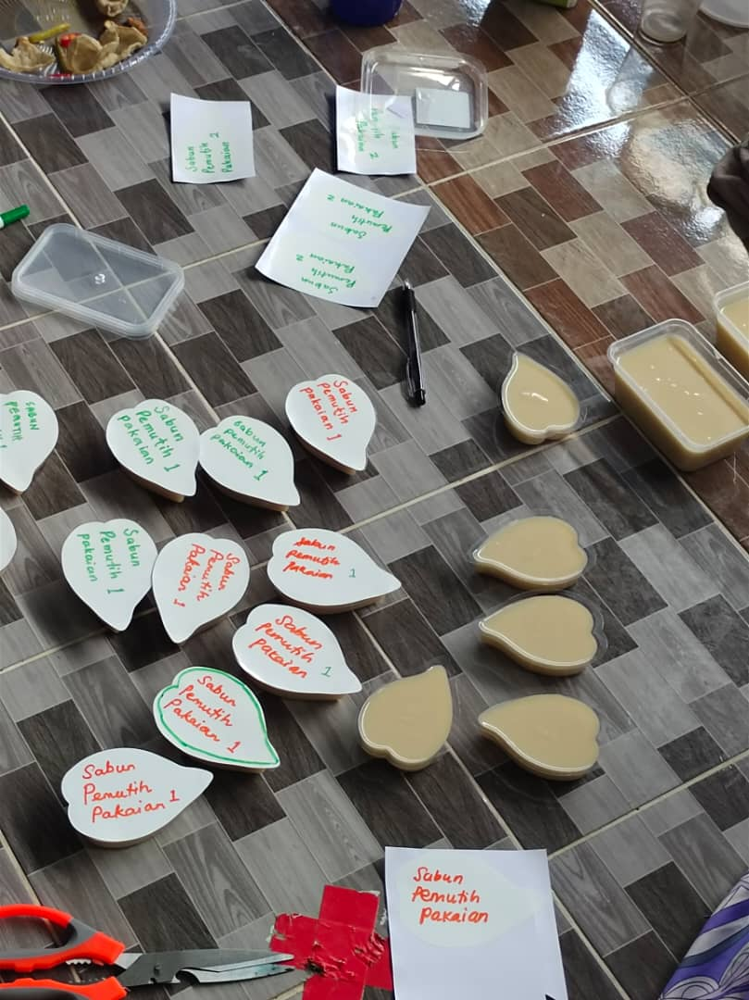 Sabun
Pemutih 2
Pakaian
Sabun
Pemutih 2
Pakaian
Sabun
Pemutih
Pakaian 2
Sabun
Pemutih
Pakaian 2
SABUN
PEMUTIH
Sabun
Pemutih
pakaian 1
Sabun
pemutih
pakaian 1
Sabun
Pemutih
pakaian 1
Sabun
Pemutih 1
pakaian
Sabun
Pemutih
Pakaian 1
Sabun
Pemutih
Pakaian 1
Sabun
Pemutih
Pakaian 1
Sabun
Pemutih
Pakaian 1
Sabun
Pemutih
Pakaian 1
Sabun
Pemutih
Pakaian